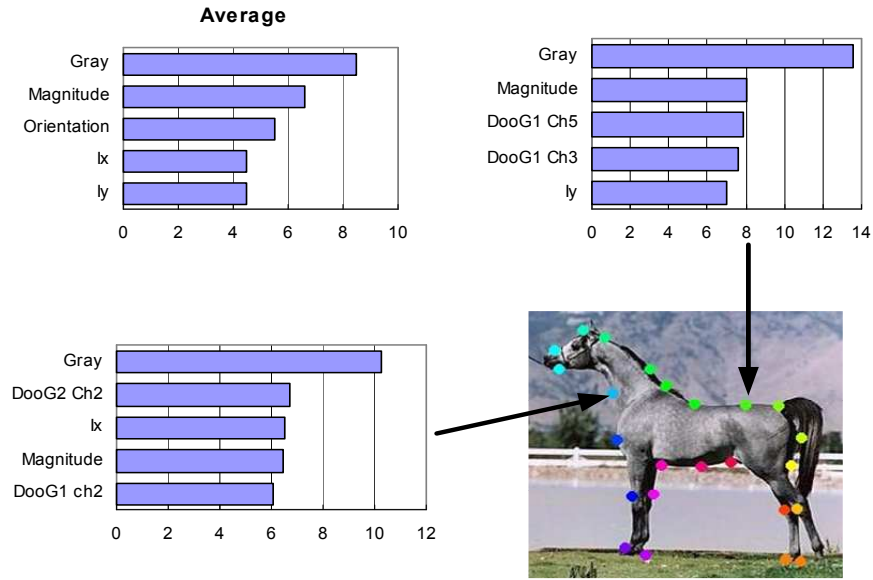 Average
Gray
Magnitude
Orientation
Ix
Iy
0 2 4 6 8 10
Gray
Magnitude
DooG1 Ch5
DooG1 Ch3
Iy
0 2 4 6 8 10 12 14
Gray
DooG2 Ch2
Ix
Magnitude
DooG1 ch2
0 2 4 6 8 10 12